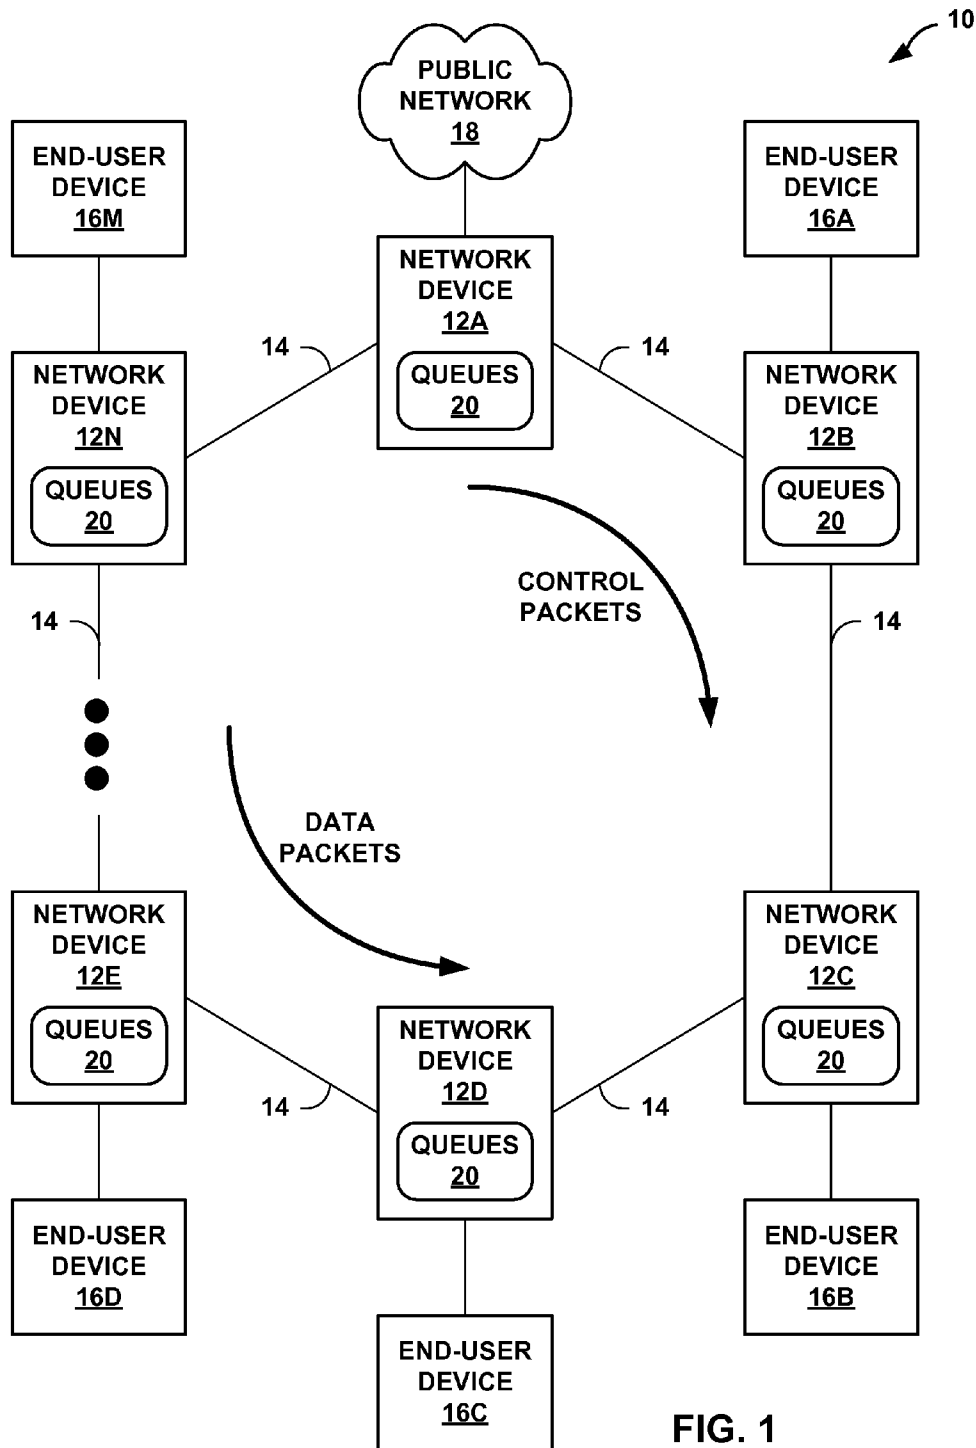 10
PUBLIC
NETWORK
18
END-USER
DEVICE
16M
END-USER
DEVICE
16A
NETWORK
DEVICE
12A
QUEUES
20
14
14
NETWORK
DEVICE
12N
QUEUES
20
NETWORK
DEVICE
12B
QUEUES
20
CONTROL
PACKETS
14
14
DATA
PACKETS
NETWORK
DEVICE
12E
QUEUES
20
NETWORK
DEVICE
12C
QUEUES
20
NETWORK
DEVICE
12D
QUEUES
20
14
14
END-USER
DEVICE
16D
END-USER
DEVICE
16B
END-USER
DEVICE
16C
FIG. 1